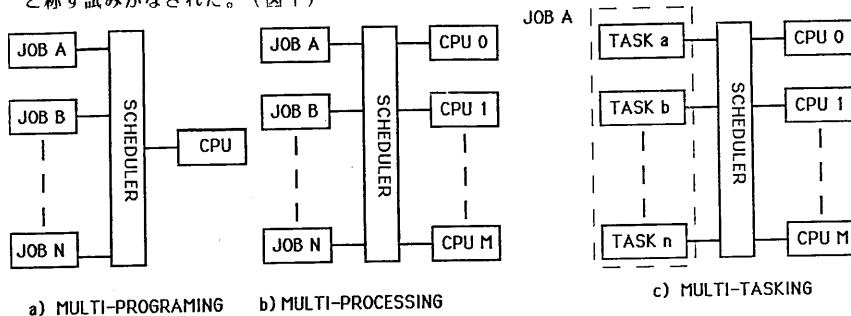 と称す試みがなされた。(図1)
JOB A
JOB B
JOB N
SCHEDULER
CPU
a) MULTI-PROGRAMING
JOB A
JOB B
JOB N
SCHEDULER
CPU 0
CPU 1
CPU M
b) MULTI-PROCESSING
JOB A
TASK a
TASK b
TASK n
SCHEDULER
CPU 0
CPU 1
CPU M
c) MULTI-TASKING